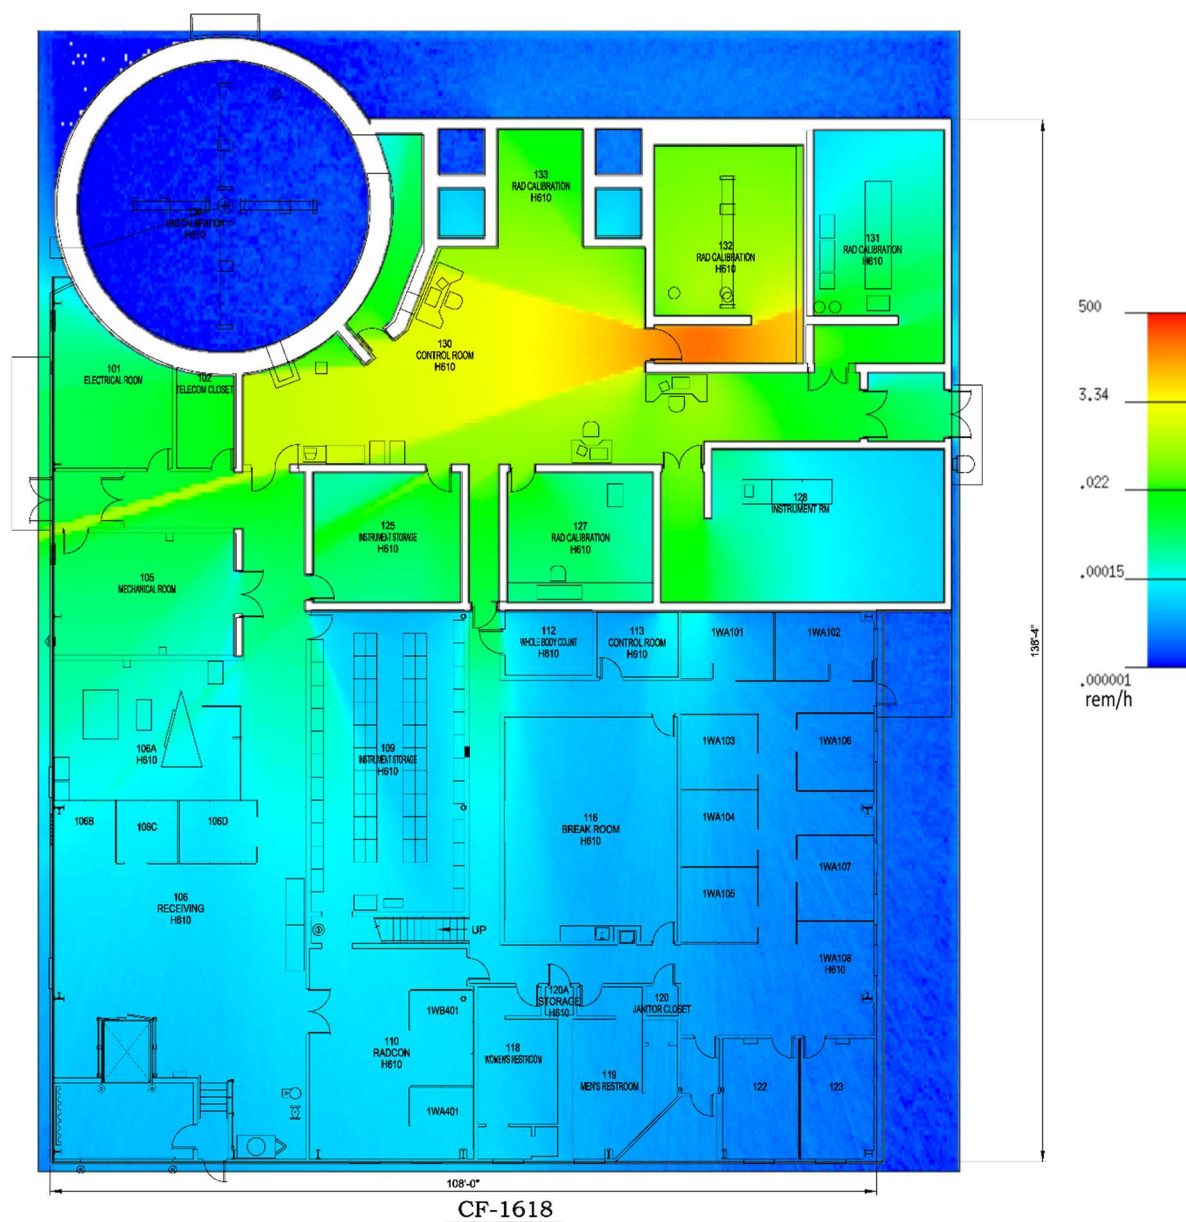 500
3.34
.022
.00015
.000001
rem/h
133
RAD CALIBRATION
H610
136
RAD CALIBRATION
H610
132
RAD CALIBRATION
H610
131
RAD CALIBRATION
H610
130
CONTROL ROOM
H610
101
ELECTRICAL ROOM
102
TELECOM CLOSET
128
INSTRUMENT RM
125
INSTRUMENT STORAGE
H610
127
RAD CALIBRATION
H610
105
MECHANICAL ROOM
112
WHOLE BODY COUNT
H610
113
CONTROL ROOM
H610
1WA101
1WA102
138'-4"
106A
H610
109
INSTRUMENT STORAGE
H610
1WA103
1WA106
106B
106C
106D
116
BREAK ROOM
H610
1WA104
1WA107
1WA105
106
RECEIVING
H610
UP
1WA108
H610
120A
STORAGE
H610
120
JANITOR CLOSET
1WB401
110
RADCON
H610
118
WOMEN'S RESTROOM
119
MEN'S RESTROOM
122
123
1WA401
108'-0"
CF-1618